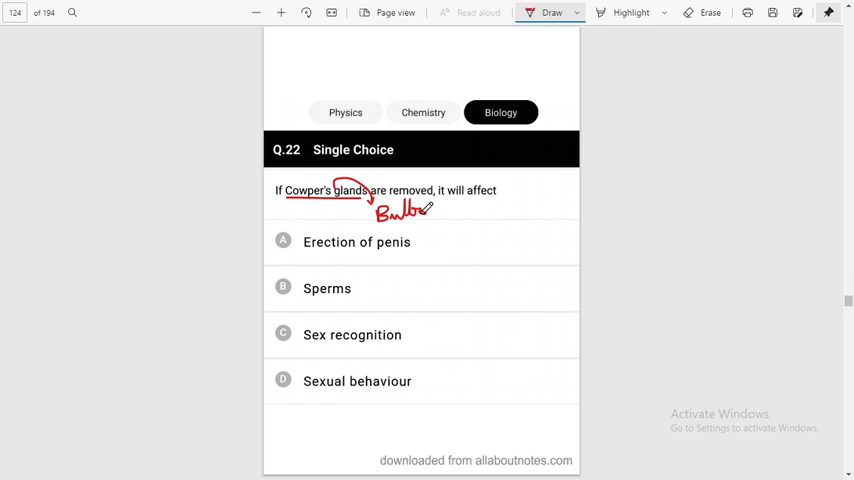 124 of 194 Page view Read aloud Draw Highlight Erase
Physics Chemistry Biology
Q.22 Single Choice
If Cowper's glands are removed, it will affect
Bulb
A Erection of penis
B Sperms
C Sex recognition
D Sexual behaviour
Activate Windows
Go to Settings to activate Windows.
downloaded from allaboutnotes.com